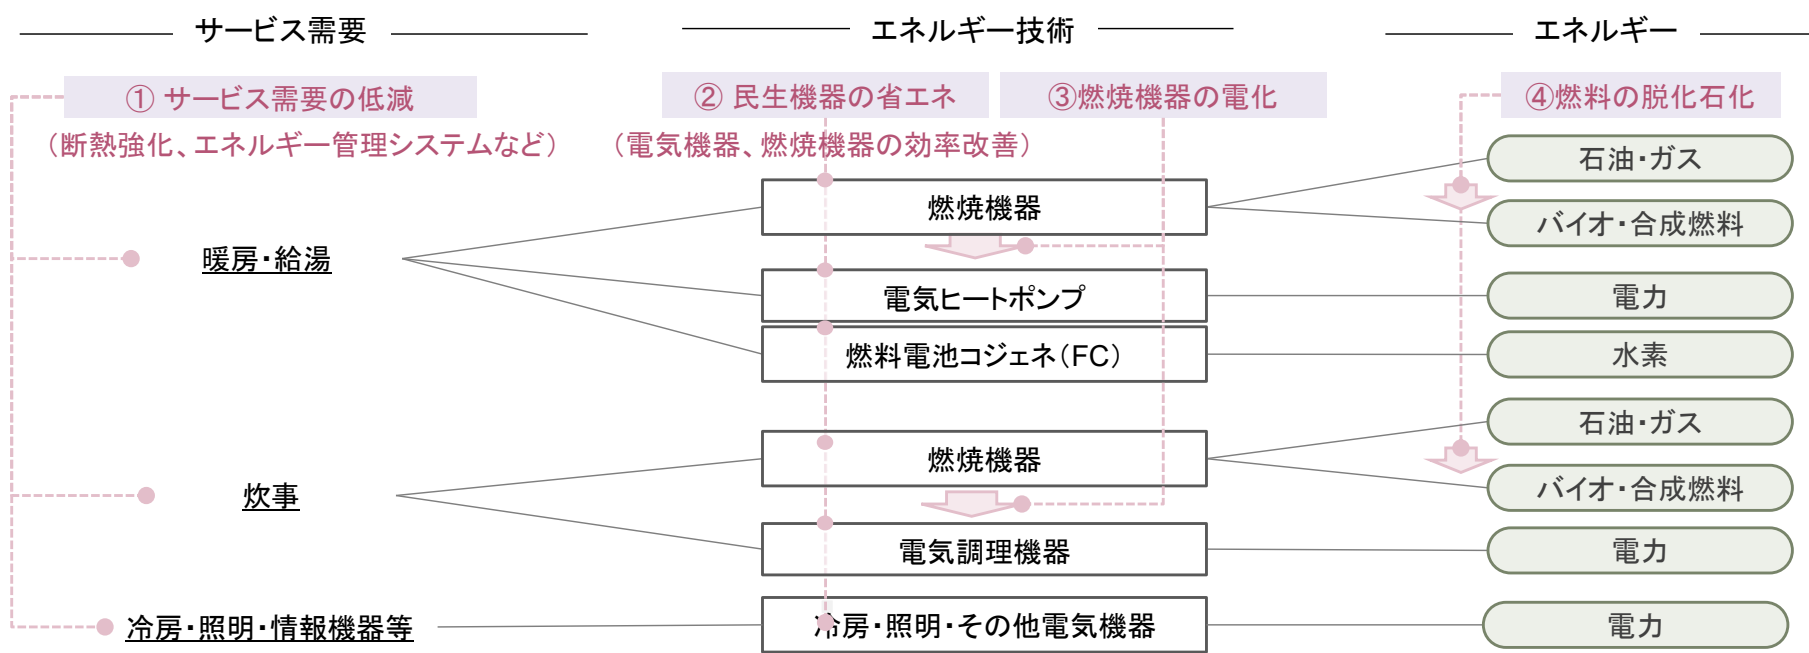 サービス需要
エネルギー技術
エネルギー
① サービス需要の低減
② 民生機器の省エネ
③燃焼機器の電化
④燃料の脱化石化
（断熱強化、エネルギー管理システムなど）
（電気機器、燃焼機器の効率改善）
石油・ガス
燃焼機器
バイオ・合成燃料
暖房・給湯
電気ヒートポンプ
電力
燃料電池コジェネ（FC）
水素
石油・ガス
燃焼機器
バイオ・合成燃料
炊事
電気調理機器
電力
冷房・照明・情報機器等
冷房・照明・その他電気機器
電力